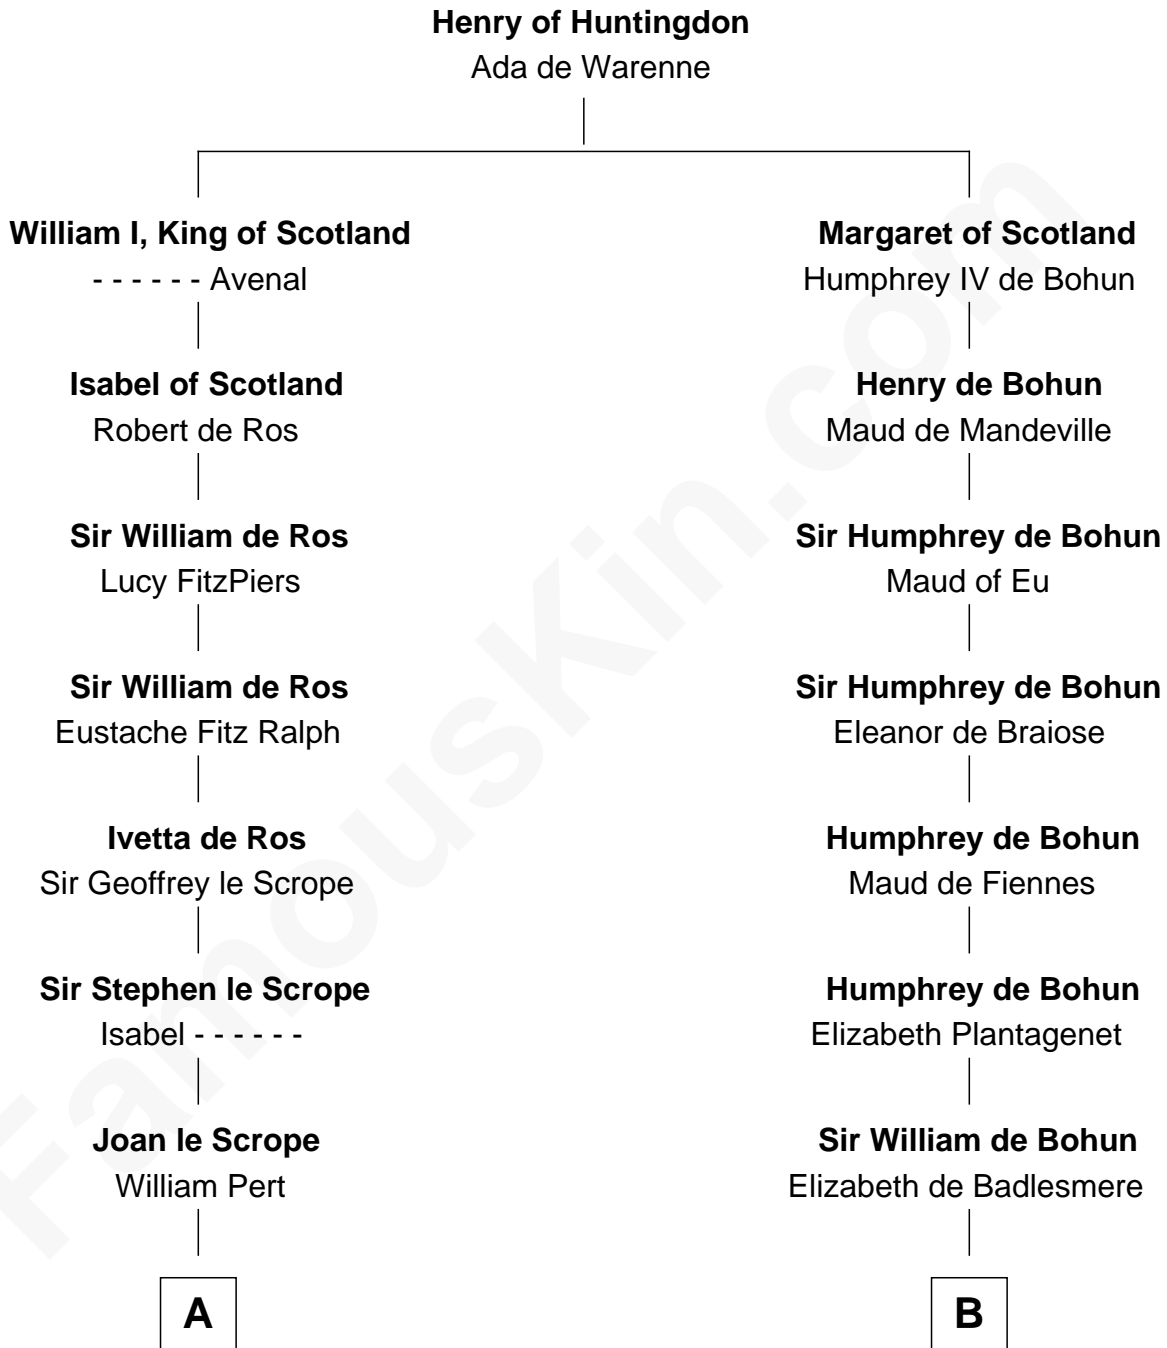 Henry of Huntingdon
Ada de Warenne
William I, King of Scotland
- - - - - - Avenal
Isabel of Scotland
Robert de Ros
Sir William de Ros
Lucy FitzPiers
Sir William de Ros
Eustache Fitz Ralph
Ivetta de Ros
Sir Geoffrey le Scrope
Sir Stephen le Scrope
Isabel - - - - - -
Joan le Scrope
William Pert
A
Margaret of Scotland
Humphrey IV de Bohun
Henry de Bohun
Maud de Mandeville
Sir Humphrey de Bohun
Maud of Eu
Sir Humphrey de Bohun
Eleanor de Braiose
Humphrey de Bohun
Maud de Fiennes
Humphrey de Bohun
Elizabeth Plantagenet
Sir William de Bohun
Elizabeth de Badlesmere
B
FamousKin.com